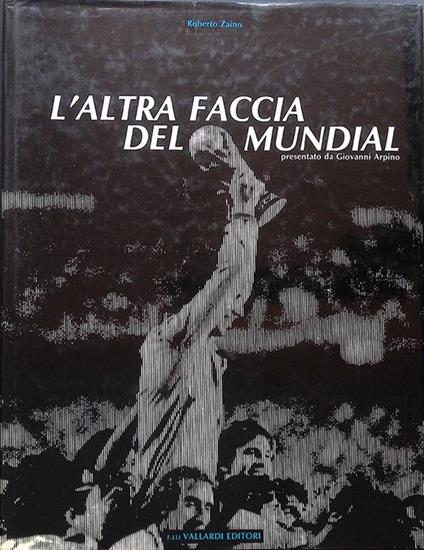 Roberto Zaino
L'ALTRA FACCIA
DEL MUNDIAL
presentato da Giovanni Arpino
F.LLI VALLARDI EDITORI